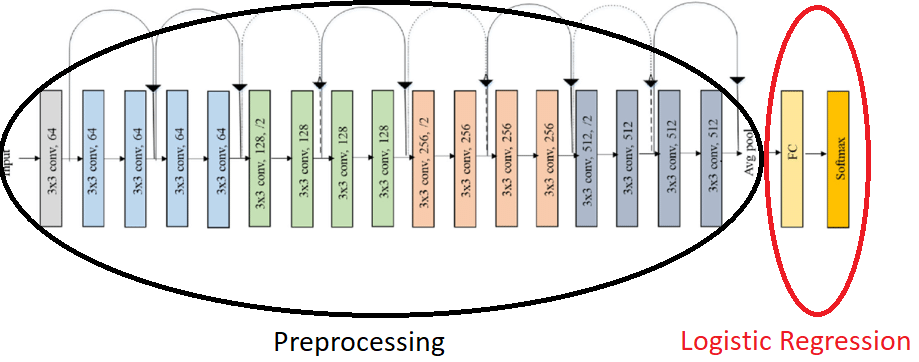 Input
3x3 conv, 64
3x3 conv, 64
3x3 conv, 64
3x3 conv, 64
3x3 conv, 64
3x3 conv, 128, /2
3x3 conv, 128
3x3 conv, 128
3x3 conv, 128
3x3 conv, 256, /2
3x3 conv, 256
3x3 conv, 256
3x3 conv, 256
3x3 conv, 512, /2
3x3 conv, 512
3x3 conv, 512
3x3 conv, 512
Avg pool
FC
Softmax
Preprocessing
Logistic Regression